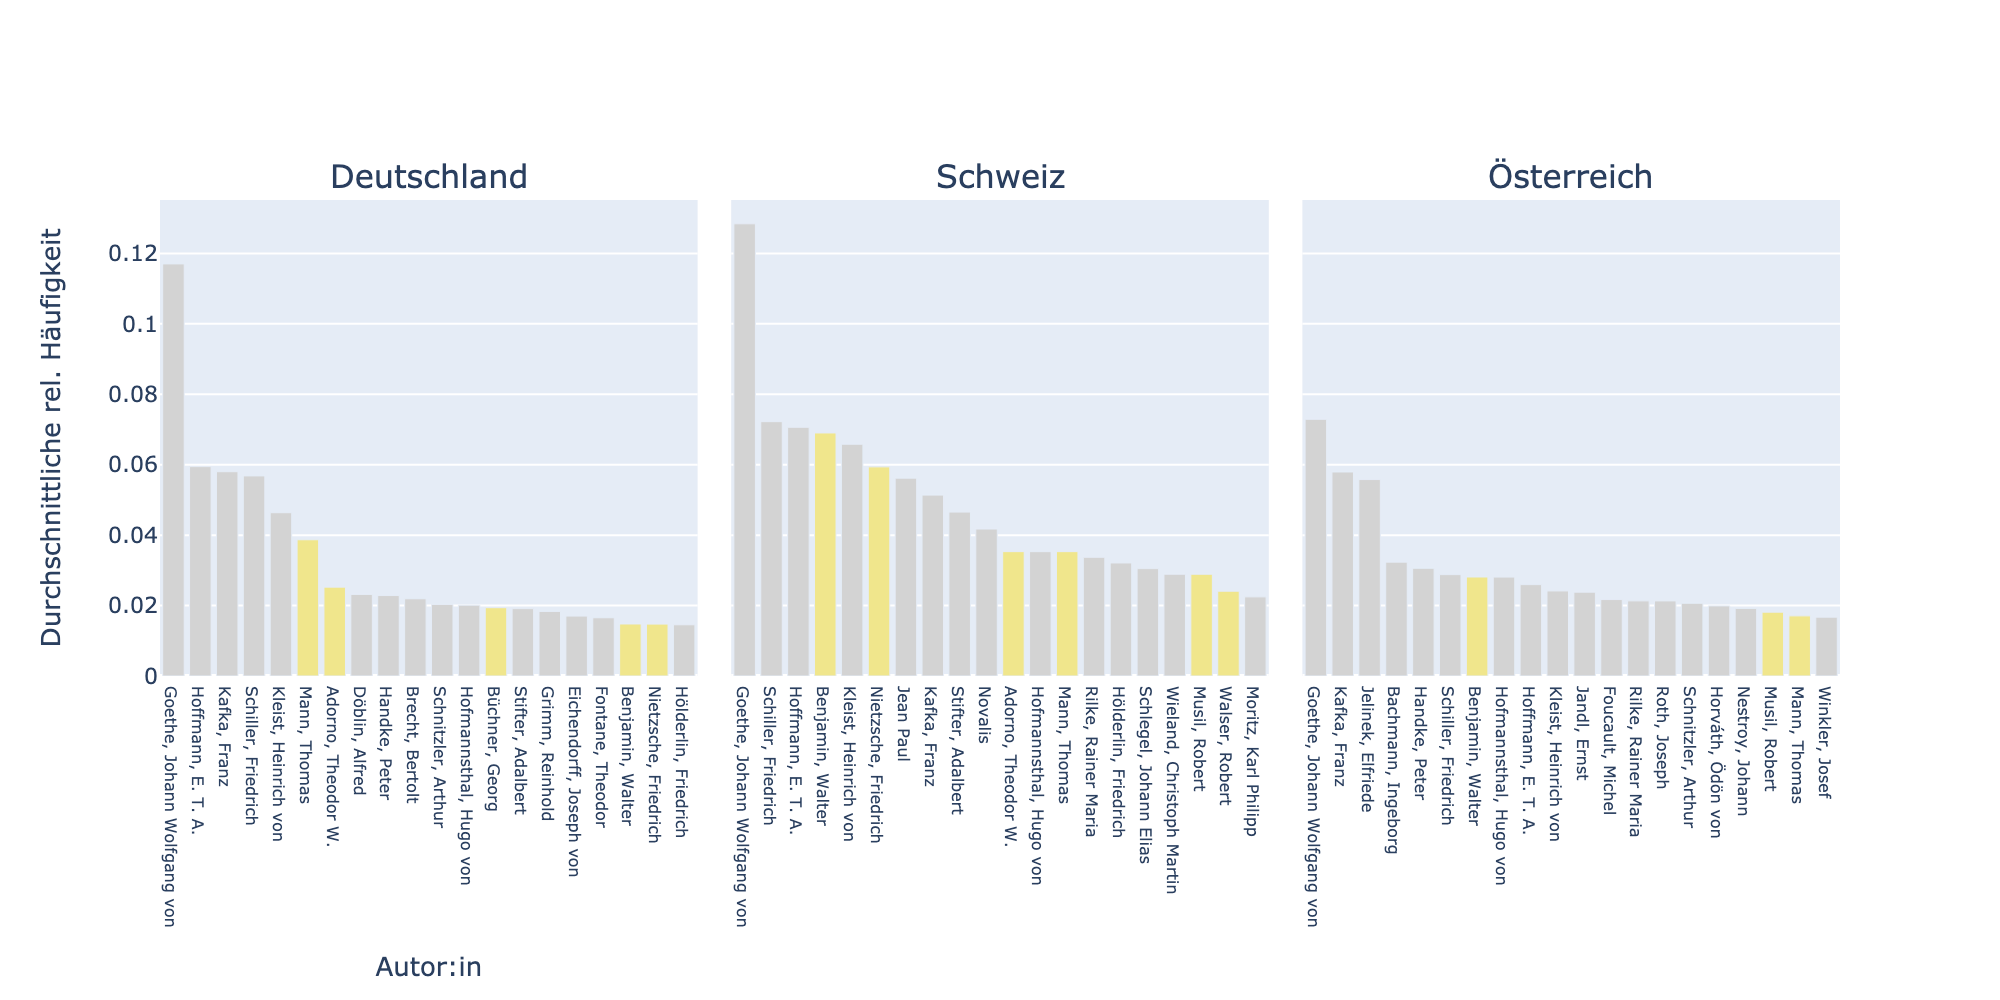 Deutschland
Schweiz
Österreich
Durchschnittliche rel. Häufigkeit
0.12
0.1
0.08
0.06
0.04
0.02
0
Goethe, Johann Wolfgang von
Hoffmann, E. T. A.
Kafka, Franz
Schiller, Friedrich
Kleist, Heinrich von
Mann, Thomas
Adorno, Theodor W.
Döblin, Alfred
Handke, Peter
Brecht, Bertolt
Schnitzler, Arthur
Hofmannsthal, Hugo von
Büchner, Georg
Stifter, Adalbert
Grimm, Reinhold
Eichendorff, Joseph von
Fontane, Theodor
Benjamin, Walter
Nietzsche, Friedrich
Hölderlin, Friedrich
Goethe, Johann Wolfgang von
Schiller, Friedrich
Hoffmann, E. T. A.
Benjamin, Walter
Kleist, Heinrich von
Nietzsche, Friedrich
Jean Paul
Kafka, Franz
Stifter, Adalbert
Novalis
Adorno, Theodor W.
Hofmannsthal, Hugo von
Mann, Thomas
Rilke, Rainer Maria
Hölderlin, Friedrich
Schlegel, Johann Elias
Wieland, Christoph Martin
Musil, Robert
Walser, Robert
Moritz, Karl Philipp
Goethe, Johann Wolfgang von
Kafka, Franz
Jelinek, Elfriede
Bachmann, Ingeborg
Handke, Peter
Schiller, Friedrich
Benjamin, Walter
Hofmannsthal, Hugo von
Hoffmann, E. T. A.
Kleist, Heinrich von
Jandl, Ernst
Foucault, Michel
Rilke, Rainer Maria
Roth, Joseph
Schnitzler, Arthur
Horváth, Ödön von
Nestroy, Johann
Musil, Robert
Mann, Thomas
Winkler, Josef
Autor:in